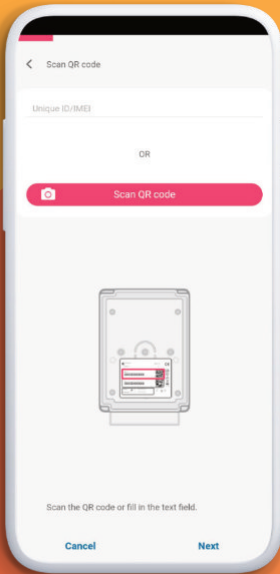 Scan QR code
Unique ID/IMEI
OR
Scan QR code
Scan the QR code or fill in the text field.
Cancel
Next